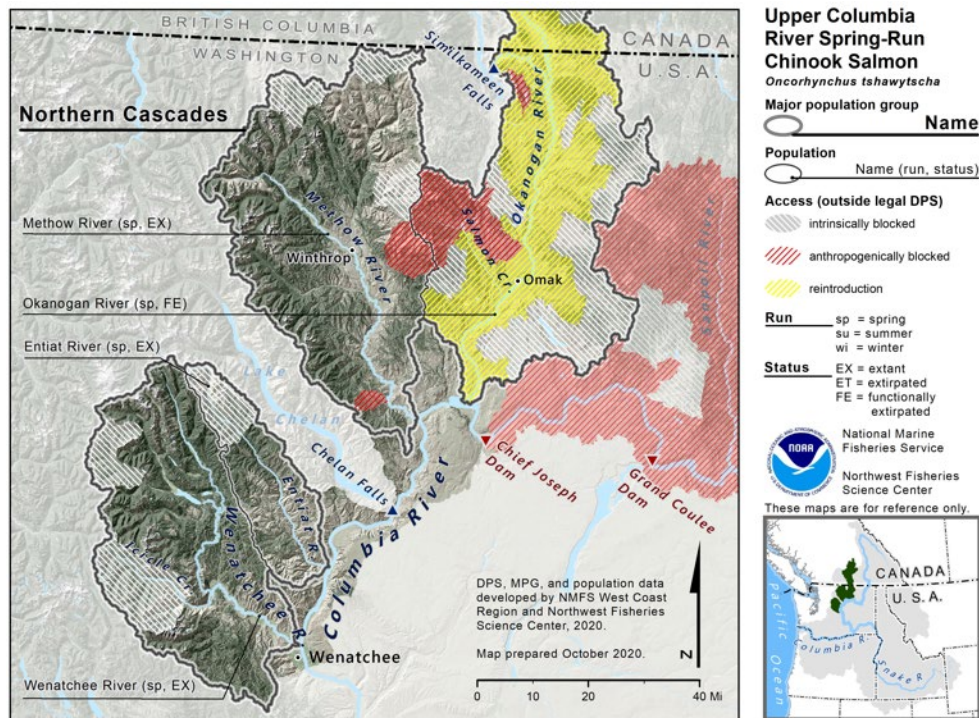 BRITISH COLUMBIA
WASHINGTON
CANADA
U.S.A.
Similkameen
Falls
Okanogan River
Northern Cascades
Methow River (sp, EX)
Methow River
Winthrop
Salmon Cr.
Omak
Sanpoil River
Okanogan River (sp, FE)
Entiat River (sp, EX)
Lake
Chelan
Chelan Falls
Chief Joseph
Dam
Grand Coulee
Dam
Entiat R.
Columbia River
Icicle Cr.
Wenatchee R.
Wenatchee
Wenatchee River (sp, EX)
DPS, MPG, and population data
developed by NMFS West Coast
Region and Northwest Fisheries
Science Center, 2020.
Map prepared October 2020.
N
0 10 20 40 Mi
Upper Columbia
River Spring-Run
Chinook Salmon
Oncorhynchus tshawytscha
Major population group
Name
Population
Name (run, status)
Access (outside legal DPS)
intrinsically blocked
anthropogenically blocked
reintroduction
Run
sp = spring
su = summer
wi = winter
Status
EX = extant
ET = extirpated
FE = functionally
extirpated
NOAA
National Marine
Fisheries Service
Northwest Fisheries
Science Center
These maps are for reference only.
CANADA
U. S. A.
Pacific Ocean
Columbia R.
Snake R.